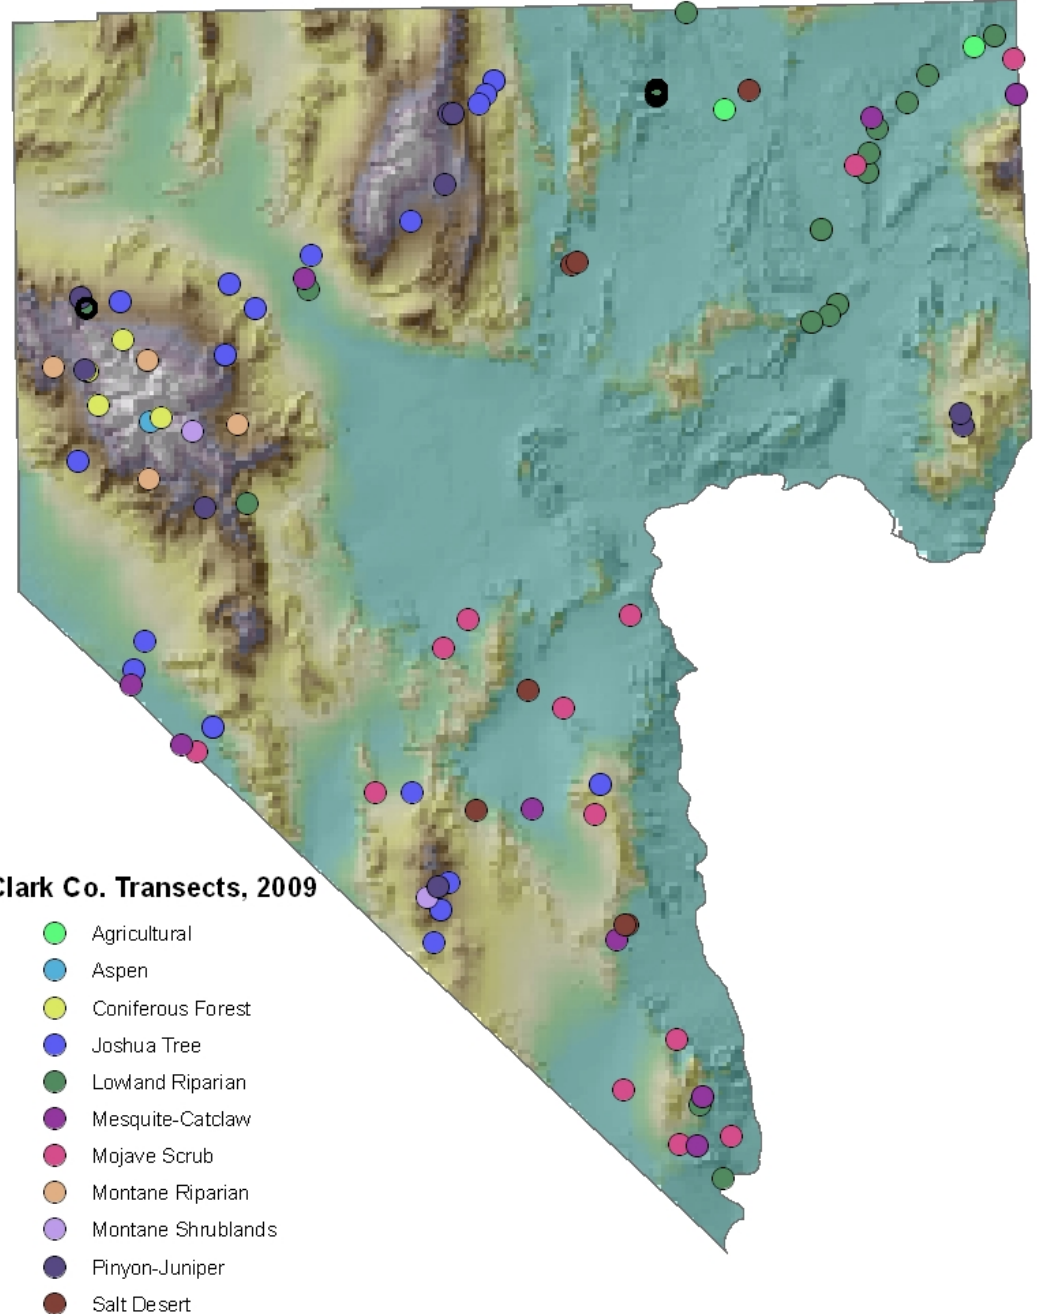 Clark Co. Transects, 2009
Agricultural
Aspen
Coniferous Forest
Joshua Tree
Lowland Riparian
Mesquite-Catclaw
Mojave Scrub
Montane Riparian
Montane Shrublands
Pinyon-Juniper
Salt Desert